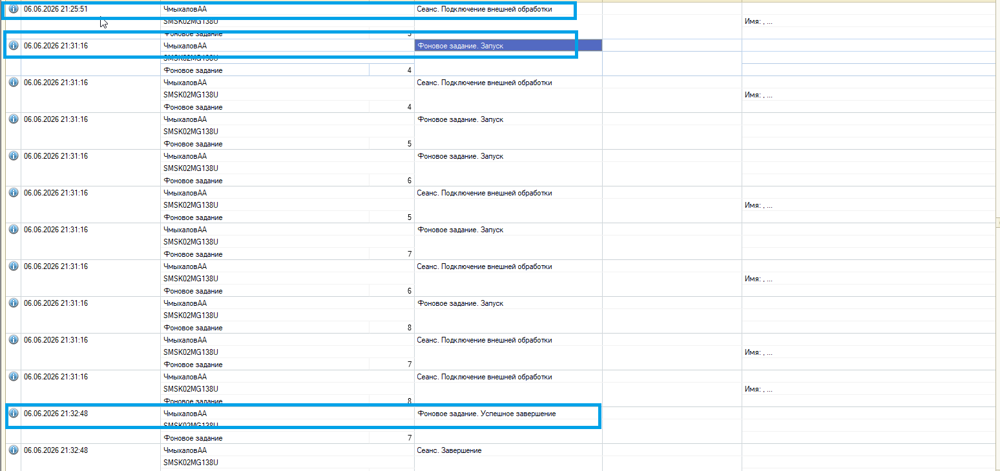 06.06.2026 21:25:51 ЧмыхаловАА Сеанс. Подключение внешней обработки
SMSK02MG138U Имя: , ...
Фоновое задание 3
06.06.2026 21:31:16 ЧмыхаловАА Фоновое задание. Запуск
SMSK02MG138U
Фоновое задание 4
06.06.2026 21:31:16 ЧмыхаловАА Сеанс. Подключение внешней обработки
SMSK02MG138U Имя: , ...
Фоновое задание 4
06.06.2026 21:31:16 ЧмыхаловАА Фоновое задание. Запуск
SMSK02MG138U
Фоновое задание 5
06.06.2026 21:31:16 ЧмыхаловАА Фоновое задание. Запуск
SMSK02MG138U
Фоновое задание 6
06.06.2026 21:31:16 ЧмыхаловАА Сеанс. Подключение внешней обработки
SMSK02MG138U Имя: , ...
Фоновое задание 5
06.06.2026 21:31:16 ЧмыхаловАА Фоновое задание. Запуск
SMSK02MG138U
Фоновое задание 7
06.06.2026 21:31:16 ЧмыхаловАА Сеанс. Подключение внешней обработки
SMSK02MG138U Имя: , ...
Фоновое задание 6
06.06.2026 21:31:16 ЧмыхаловАА Фоновое задание. Запуск
SMSK02MG138U
Фоновое задание 8
06.06.2026 21:31:16 ЧмыхаловАА Сеанс. Подключение внешней обработки
SMSK02MG138U Имя: , ...
Фоновое задание 7
06.06.2026 21:31:16 ЧмыхаловАА Сеанс. Подключение внешней обработки
SMSK02MG138U Имя: , ...
Фоновое задание 8
06.06.2026 21:32:48 ЧмыхаловАА Фоновое задание. Успешное завершение
SMSK02MG138U
Фоновое задание 7
06.06.2026 21:32:48 ЧмыхаловАА Сеанс. Завершение
SMSK02MG138U